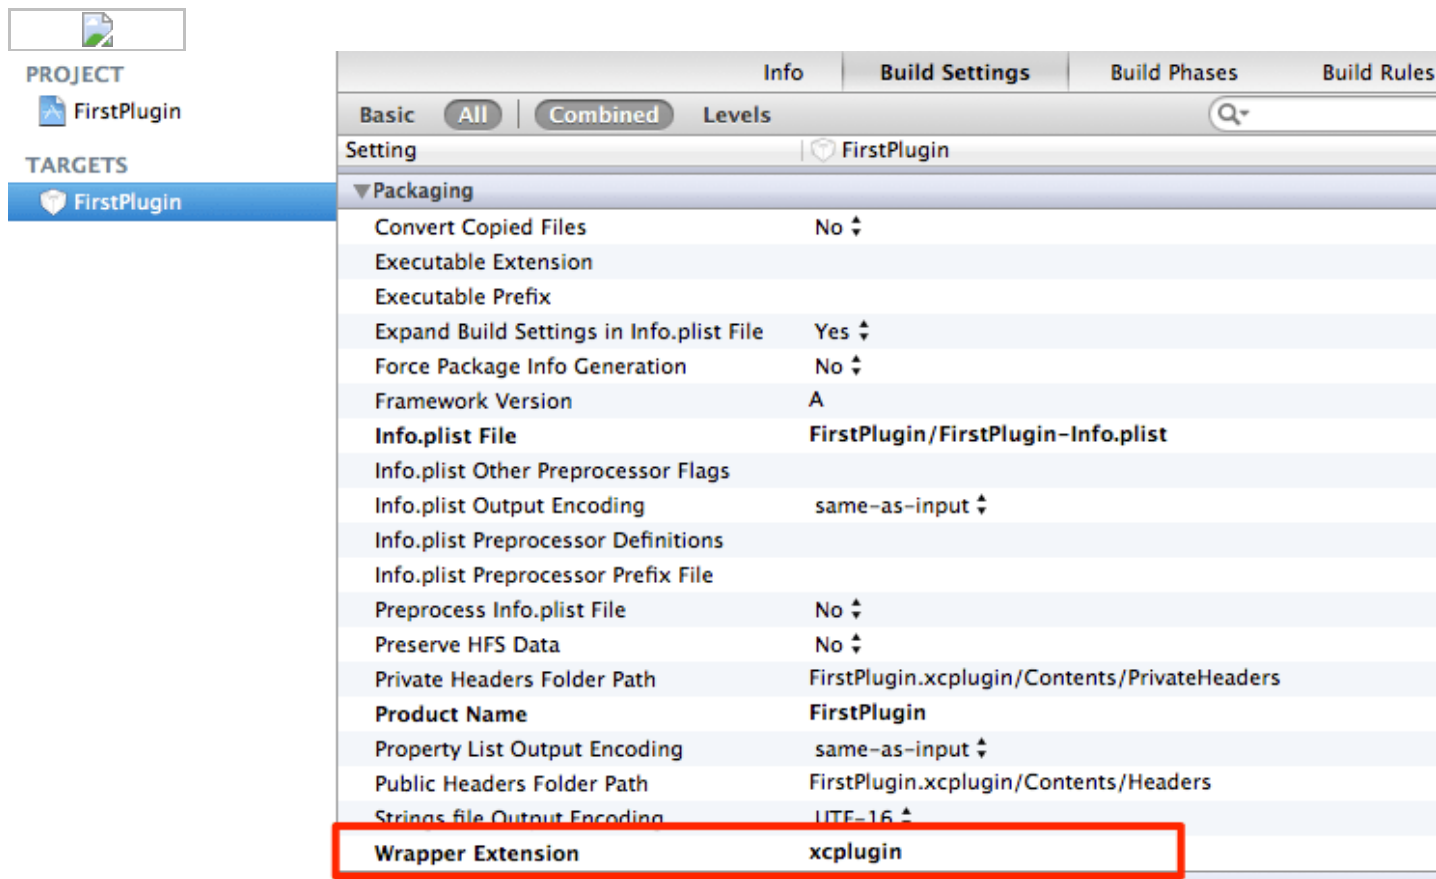 PROJECT
FirstPlugin
TARGETS
FirstPlugin
Info Build Settings Build Phases Build Rules
Basic All Combined Levels
Setting FirstPlugin
Packaging
Convert Copied Files No
Executable Extension
Executable Prefix
Expand Build Settings in Info.plist File Yes
Force Package Info Generation No
Framework Version A
Info.plist File FirstPlugin/FirstPlugin-Info.plist
Info.plist Other Preprocessor Flags
Info.plist Output Encoding same-as-input
Info.plist Preprocessor Definitions
Info.plist Preprocessor Prefix File
Preprocess Info.plist File No
Preserve HFS Data No
Private Headers Folder Path FirstPlugin.xcplugin/Contents/PrivateHeaders
Product Name FirstPlugin
Property List Output Encoding same-as-input
Public Headers Folder Path FirstPlugin.xcplugin/Contents/Headers
Strings file Output Encoding UTF-16
Wrapper Extension xcplugin